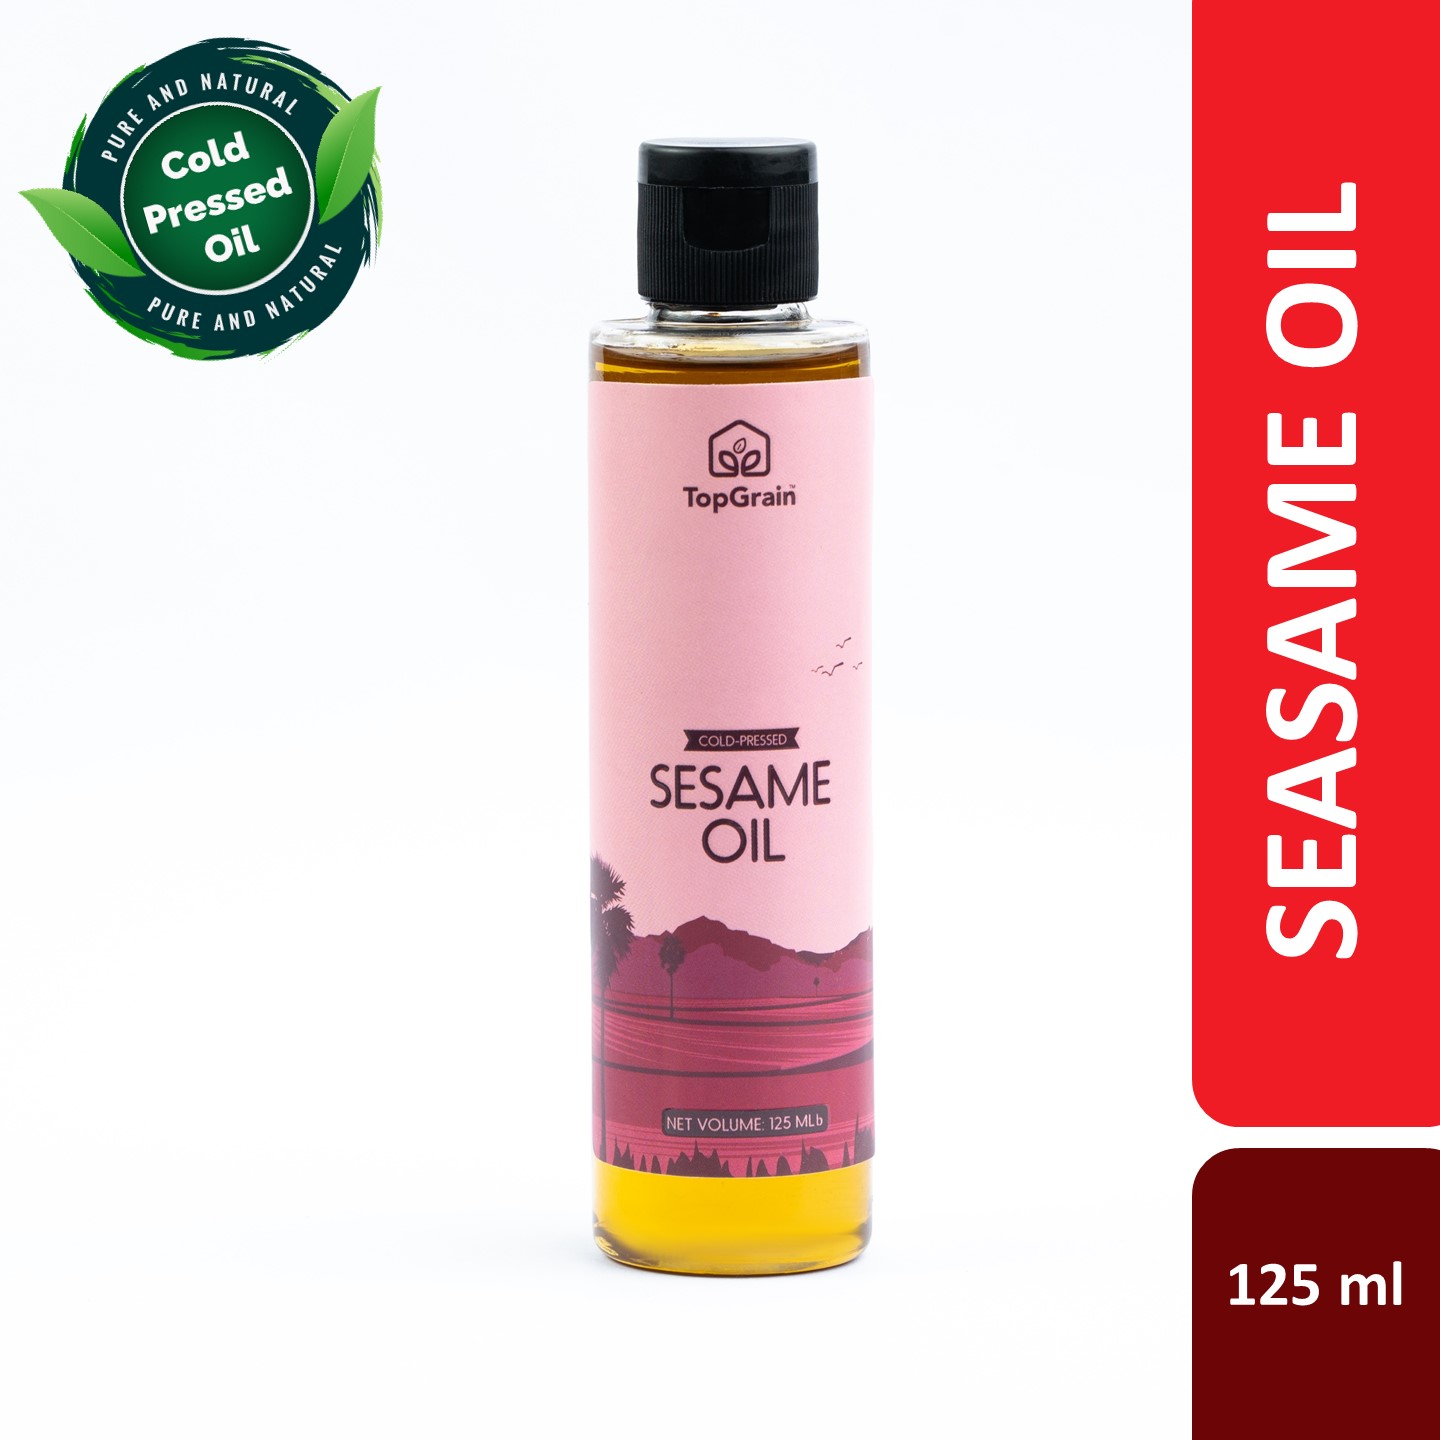 PURE AND NATURAL
Cold
Pressed
Oil
PURE AND NATURAL
TopGrain™
COLD-PRESSED
SESAME
OIL
NET VOLUME: 125 MLb
SEASAME OIL
125 ml